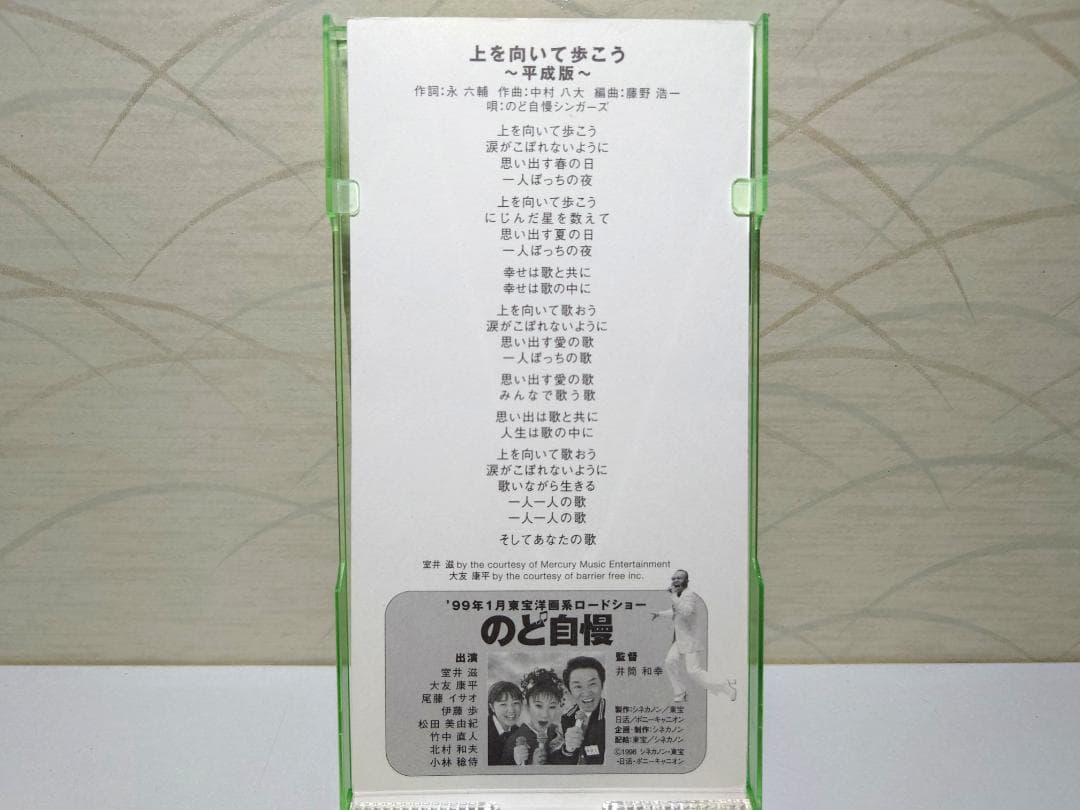 上を向いて歩こう
～平成版～
作詞:永 六輔 作曲:中村 八大 編曲:藤野 浩一
唄:のど自慢シンガーズ
上を向いて歩こう
涙がこぼれないように
思い出す春の日
一人ぼっちの夜
上を向いて歩こう
にじんだ星を数えて
思い出す夏の日
一人ぼっちの夜
幸せは歌と共に
幸せは歌の中に
上を向いて歌おう
涙がこぼれないように
思い出す愛の歌
一人ぼっちの歌
思い出す愛の歌
みんなで歌う歌
思い出は歌と共に
人生は歌の中に
上を向いて歌おう
涙がこぼれないように
歌いながら生きる
一人一人の歌
一人一人の歌
そしてあなたの歌
室井 滋 by the courtesy of Mercury Music Entertainment
大友 康平 by the courtesy of barrier free inc.
'99年1月東宝洋画系ロードショー
のど自慢
出演
室井 滋
大友 康平
尾藤 イサオ
伊藤 歩
松田 美由紀
竹中 直人
北村 和夫
小林 稔侍
監督
井筒 和幸
製作:シネカノン/東宝
日活/ポニーキャニオン
企画・制作:シネカノン
配給:東宝/シネカノン
©1998 シネカノン・東宝
・日活・ポニーキャニオン